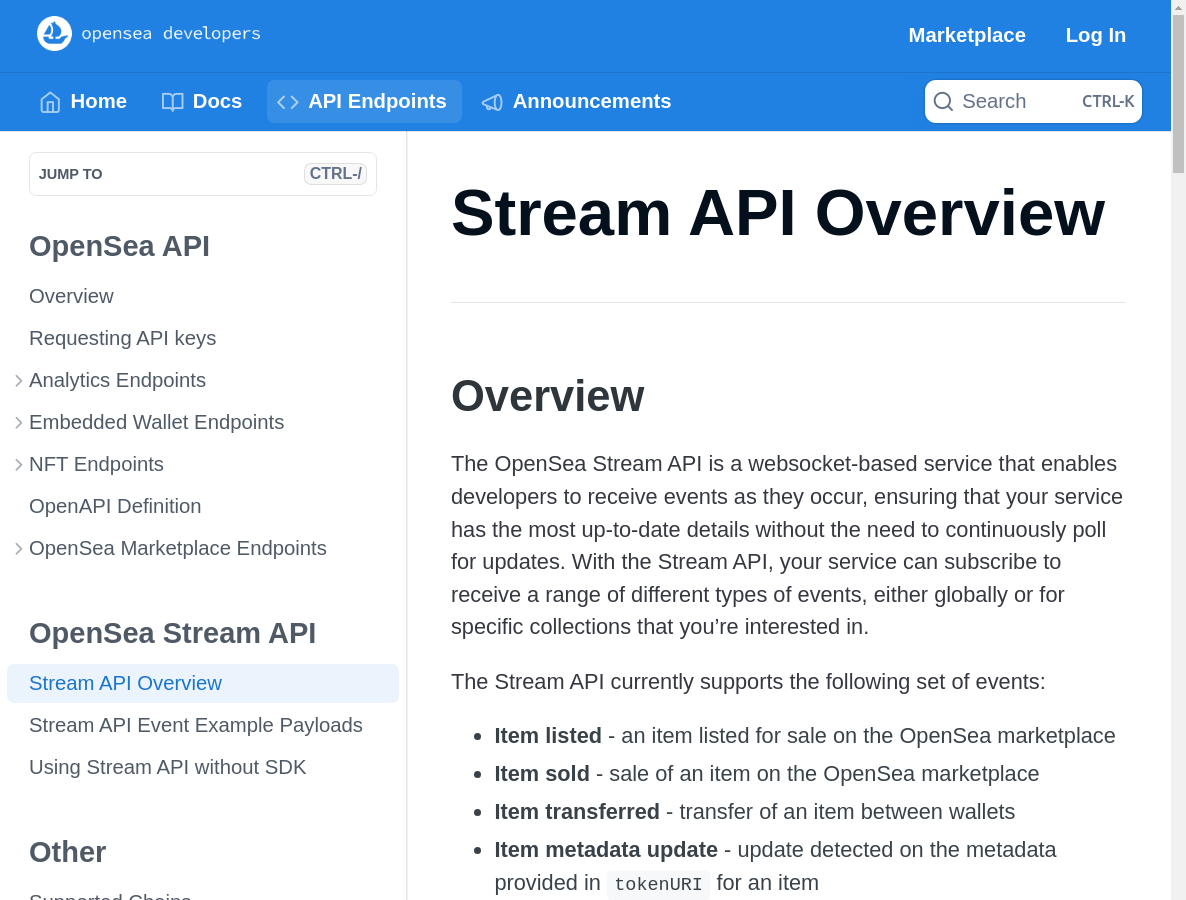 opensea developers
Marketplace
Log In
Home
Docs
API Endpoints
Announcements
Search
CTRL-K
JUMP TO
CTRL-/
OpenSea API
Overview
Requesting API keys
Analytics Endpoints
Embedded Wallet Endpoints
NFT Endpoints
OpenAPI Definition
OpenSea Marketplace Endpoints
OpenSea Stream API
Stream API Overview
Stream API Event Example Payloads
Using Stream API without SDK
Other
Supported Chains
Stream API Overview
Overview
The OpenSea Stream API is a websocket-based service that enables
developers to receive events as they occur, ensuring that your service
has the most up-to-date details without the need to continuously poll
for updates. With the Stream API, your service can subscribe to
receive a range of different types of events, either globally or for
specific collections that you’re interested in.
The Stream API currently supports the following set of events:
Item listed - an item listed for sale on the OpenSea marketplace
Item sold - sale of an item on the OpenSea marketplace
Item transferred - transfer of an item between wallets
Item metadata update - update detected on the metadata
provided in tokenURI for an item